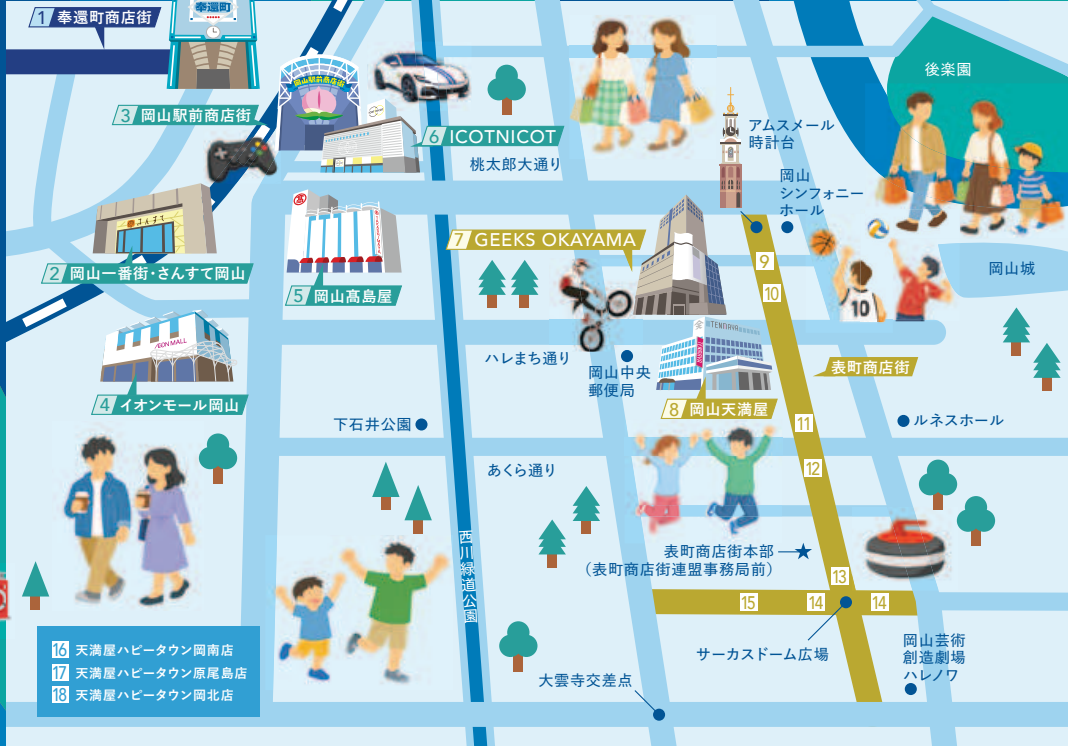 1 奉還町商店街
奉還町
3 岡山駅前商店街
岡山駅前商店街
6 ICOTNICOT
桃太郎大通り
後楽園
アムスメール
時計台
岡山
シンフォニー
ホール
さんすて
2 岡山一番街・さんすて岡山
5 岡山髙島屋
7 GEEKS OKAYAMA
9
10
10
岡山城
AEON MALL
4 イオンモール岡山
ハレまち通り
岡山中央
郵便局
TENMAYA
8 岡山天満屋
表町商店街
下石井公園
11
ルネスホール
あくら通り
12
西川緑道公園
表町商店街本部
（表町商店街連盟事務局前）
13
15
14
14
サーカスドーム広場
岡山芸術
創造劇場
ハレノワ
大雲寺交差点
16 天満屋ハピータウン岡南店
17 天満屋ハピータウン原尾島店
18 天満屋ハピータウン岡北店